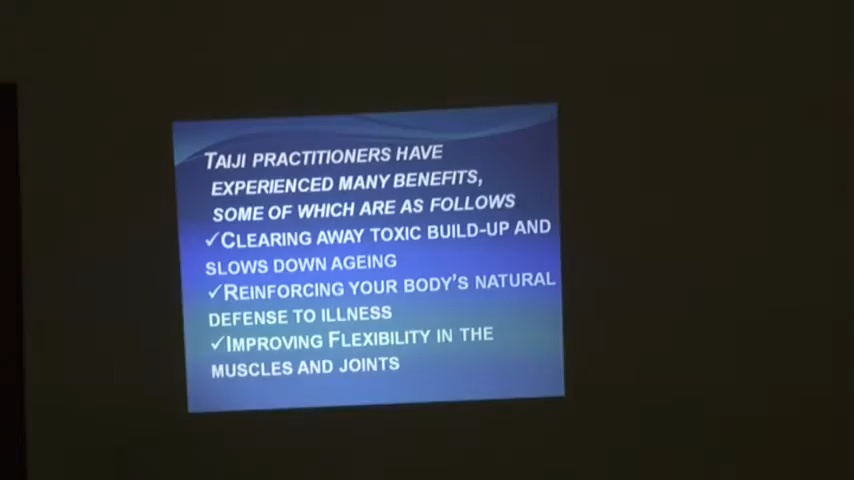 TAIJI PRACTITIONERS HAVE
EXPERIENCED MANY BENEFITS,
SOME OF WHICH ARE AS FOLLOWS
✓CLEARING AWAY TOXIC BUILD-UP AND
SLOWS DOWN AGEING
✓REINFORCING YOUR BODY'S NATURAL
DEFENSE TO ILLNESS
✓IMPROVING FLEXIBILITY IN THE
MUSCLES AND JOINTS